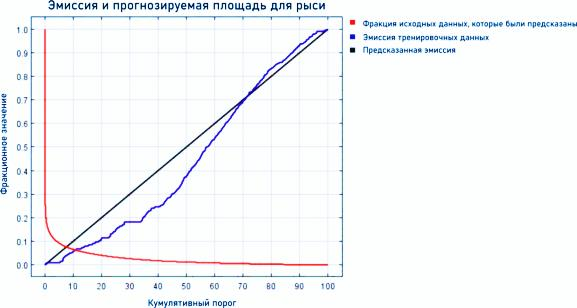 Эмиссия и прогнозируемая площадь для рыси
Фракция исходных данных, которые были предсказаны
Эмиссия тренировочных данных
Предсказанная эмиссия
Фракционное значение
1.0
0.9
0.8
0.7
0.6
0.5
0.4
0.3
0.2
0.1
0.0
0 10 20 30 40 50 60 70 80 90 100
Кумулятивный порог